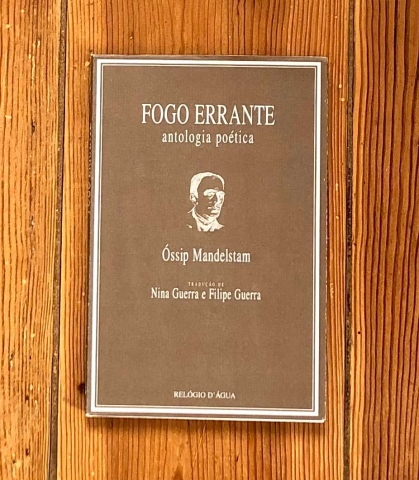 FOGO ERRANTE
antologia poética
Óssip Mandelstam
TRADUÇÃO DE
Nina Guerra e Filipe Guerra
RELÓGIO D'ÁGUA